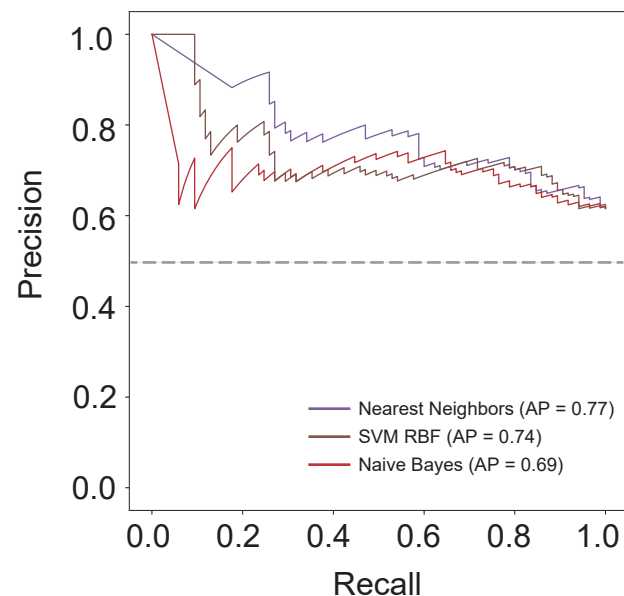 1.0
0.8
0.6
0.4
0.2
0.0
Precision
Nearest Neighbors (AP = 0.77)
SVM RBF (AP = 0.74)
Naive Bayes (AP = 0.69)
0.0 0.2 0.4 0.6 0.8 1.0
Recall